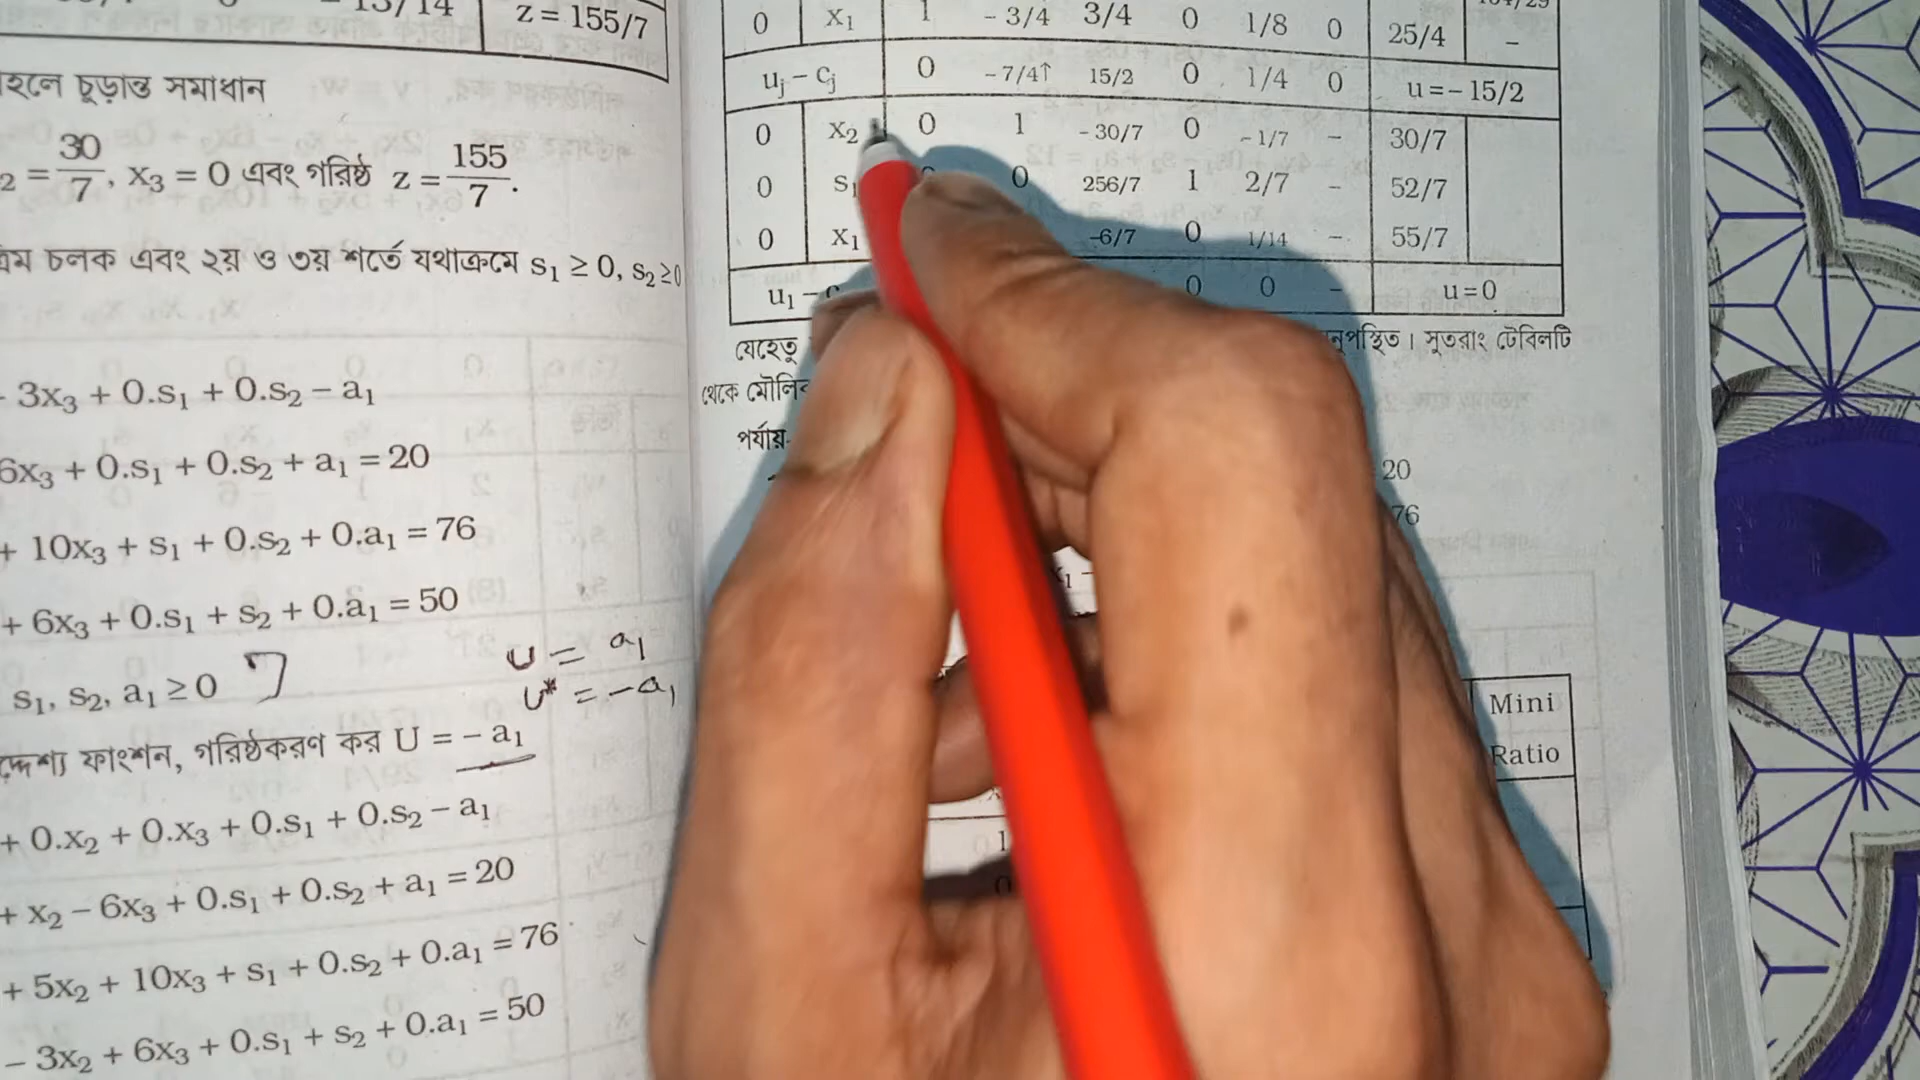 z = 155/7
হলে চূড়ান্ত সমাধান
2 = 30/7, x₃ = 0 এবং গরিষ্ঠ z = 155/7.
চলক এবং ২য় ও ৩য় শর্তে যথাক্রমে s₁ ≥ 0, s₂ ≥ 0
- 3x₃ + 0.s₁ + 0.s₂ – a₁
6x₃ + 0.s₁ + 0.s₂ + a₁ = 20
+ 10x₃ + s₁ + 0.s₂ + 0.a₁ = 76
+ 6x₃ + 0.s₁ + s₂ + 0.a₁ = 50
s₁, s₂, a₁ ≥ 0
U = a₁
U* = -a₁
ফাংশন, গরিষ্ঠকরণ কর U = – a₁
+ 0.x₂ + 0.x₃ + 0.s₁ + 0.s₂ – a₁
+ x₂ – 6x₃ + 0.s₁ + 0.s₂ + a₁ = 20
+ 5x₂ + 10x₃ + s₁ + 0.s₂ + 0.a₁ = 76
– 3x₂ + 6x₃ + 0.s₁ + s₂ + 0.a₁ = 50
0 x₁ 1 - 3/4 3/4 0 1/8 0 25/4 –
uⱼ – cⱼ 0 - 7/4↑ 15/2 0 1/4 0 u = – 15/2
0 x₂ 0 1 - 30/7 0 - 1/7 – 30/7
0 s₁ 0 256/7 1 2/7 – 52/7
0 x₁ -6/7 0 1/14 – 55/7
u₁ – c 0 0 – u = 0
যেহেতু সুতরাং টেবিলটি
থেকে
পর্যায়-
20
76
x₁ –
Mini
Ratio
1
0